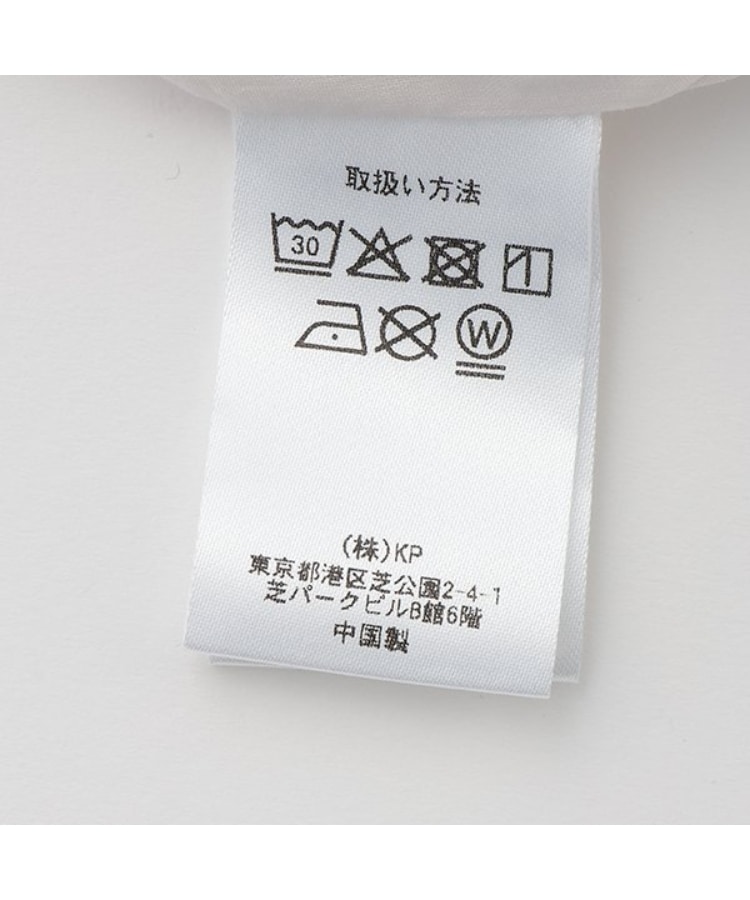 取扱い方法
30
W
(株)KP
東京都港区芝公園2-4-1
芝パークビルB館6階
中国製